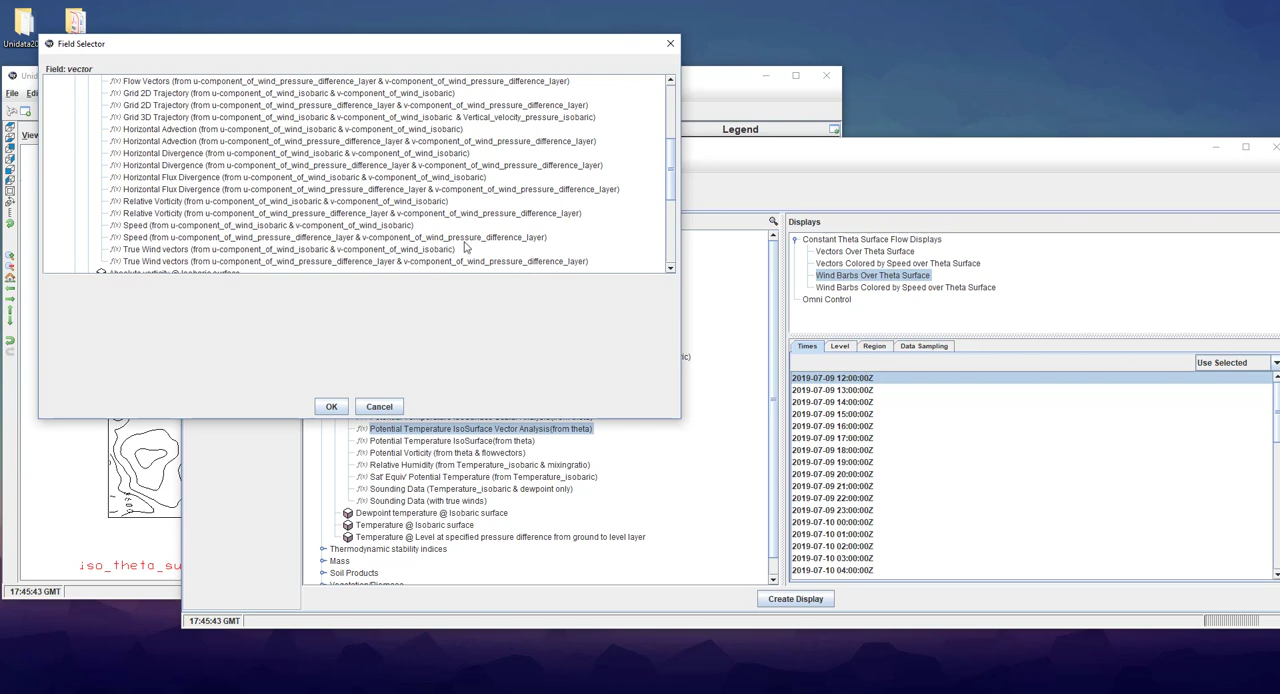 Unidata20
Field Selector
Field: vector
Flow Vectors (from u-component_of_wind_pressure_difference_layer & v-component_of_wind_pressure_difference_layer)
Grid 2D Trajectory (from u-component_of_wind_isobaric & v-component_of_wind_isobaric)
Grid 2D Trajectory (from u-component_of_wind_pressure_difference_layer & v-component_of_wind_pressure_difference_layer)
Grid 3D Trajectory (from u-component_of_wind_isobaric & v-component_of_wind_isobaric & Vertical_velocity_pressure_isobaric)
Horizontal Advection (from u-component_of_wind_isobaric & v-component_of_wind_isobaric)
Horizontal Advection (from u-component_of_wind_pressure_difference_layer & v-component_of_wind_pressure_difference_layer)
Horizontal Divergence (from u-component_of_wind_isobaric & v-component_of_wind_isobaric)
Horizontal Divergence (from u-component_of_wind_pressure_difference_layer & v-component_of_wind_pressure_difference_layer)
Horizontal Flux Divergence (from u-component_of_wind_isobaric & v-component_of_wind_isobaric)
Horizontal Flux Divergence (from u-component_of_wind_pressure_difference_layer & v-component_of_wind_pressure_difference_layer)
Relative Vorticity (from u-component_of_wind_isobaric & v-component_of_wind_isobaric)
Relative Vorticity (from u-component_of_wind_pressure_difference_layer & v-component_of_wind_pressure_difference_layer)
Speed (from u-component_of_wind_isobaric & v-component_of_wind_isobaric)
Speed (from u-component_of_wind_pressure_difference_layer & v-component_of_wind_pressure_difference_layer)
True Wind vectors (from u-component_of_wind_isobaric & v-component_of_wind_isobaric)
True Wind vectors (from u-component_of_wind_pressure_difference_layer & v-component_of_wind_pressure_difference_layer)
Absolute vorticity @ Isobaric surface
OK
Cancel
Unid
File Edi
View
Legend
iso_theta_su
17:45:43 GMT
Potential Temperature IsoSurface Vector Analysis(from theta)
Potential Temperature IsoSurface(from theta)
Potential Vorticity (from theta & flowvectors)
Relative Humidity (from Temperature_isobaric & mixingratio)
Sat' Equiv' Potential Temperature (from Temperature_isobaric)
Sounding Data (Temperature_isobaric & dewpoint only)
Sounding Data (with true winds)
Dewpoint temperature @ Isobaric surface
Temperature @ Isobaric surface
Temperature @ Level at specified pressure difference from ground to level layer
Thermodynamic stability indices
Mass
Soil Products
Displays
Constant Theta Surface Flow Displays
Vectors Over Theta Surface
Vectors Colored by Speed over Theta Surface
Wind Barbs Over Theta Surface
Wind Barbs Colored by Speed over Theta Surface
Omni Control
Times Level Region Data Sampling
Use Selected
2019-07-09 12:00:00Z
2019-07-09 13:00:00Z
2019-07-09 14:00:00Z
2019-07-09 15:00:00Z
2019-07-09 16:00:00Z
2019-07-09 17:00:00Z
2019-07-09 18:00:00Z
2019-07-09 19:00:00Z
2019-07-09 20:00:00Z
2019-07-09 21:00:00Z
2019-07-09 22:00:00Z
2019-07-09 23:00:00Z
2019-07-10 00:00:00Z
2019-07-10 01:00:00Z
2019-07-10 02:00:00Z
2019-07-10 03:00:00Z
2019-07-10 04:00:00Z
Create Display
17:45:43 GMT